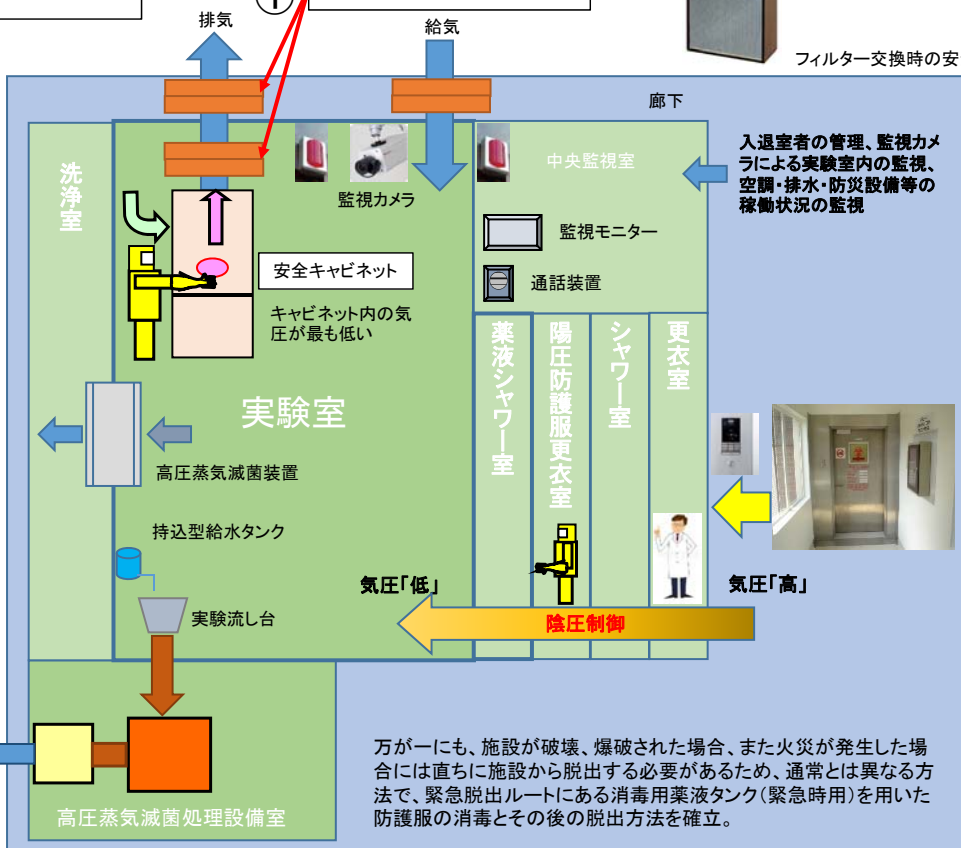 ①
排気
給気
フィルター交換時の安
廊下
入退室者の管理、監視カメ
ラによる実験室内の監視、
空調・排水・防災設備等の
稼働状況の監視
中央監視室
洗浄室
監視カメラ
監視モニター
安全キャビネット
通話装置
キャビネット内の気
圧が最も低い
薬液シャワー室
陽圧防護服更衣室
シャワー室
更衣室
実験室
高圧蒸気滅菌装置
持込型給水タンク
気圧「低」
気圧「高」
実験流し台
陰圧制御
万が一にも、施設が破壊、爆破された場合、また火災が発生した場
合には直ちに施設から脱出する必要があるため、通常とは異なる方
法で、緊急脱出ルートにある消毒用薬液タンク(緊急時用)を用いた
防護服の消毒とその後の脱出方法を確立。
高圧蒸気滅菌処理設備室